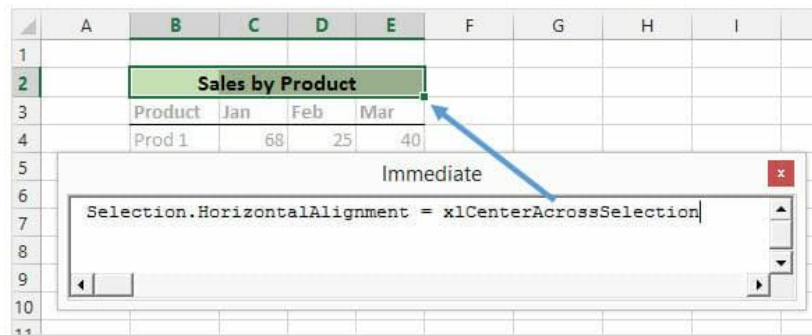 A B C D E F G H I
1
2 Sales by Product
3 Product Jan Feb Mar
4 Prod 1 68 25 40
5
Immediate x
6
Selection.HorizontalAlignment = xlCenterAcrossSelection
7
8
9
10
11